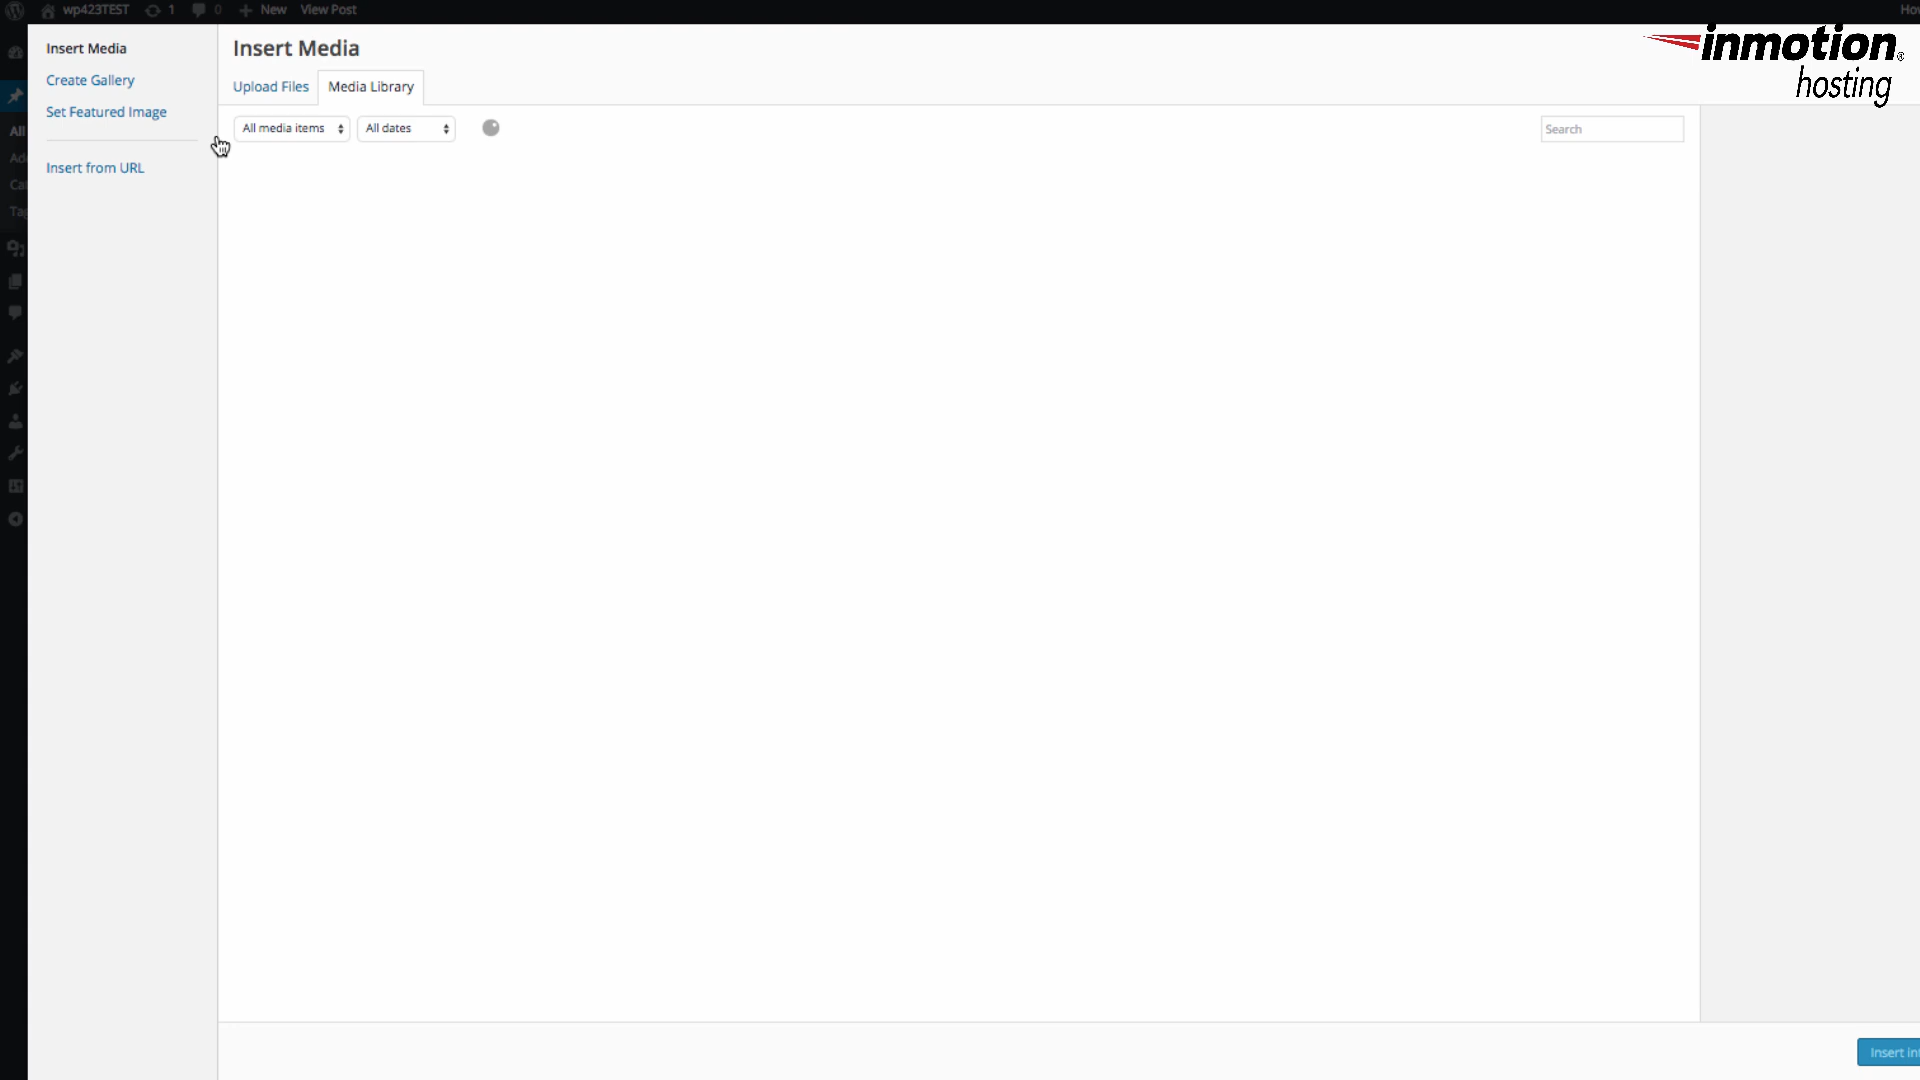 wp423TEST 1 0 New View Post
Insert Media
Create Gallery
Set Featured Image
Insert from URL
Insert Media
Upload Files Media Library
All media items All dates
Search
inmotion®
hosting
All